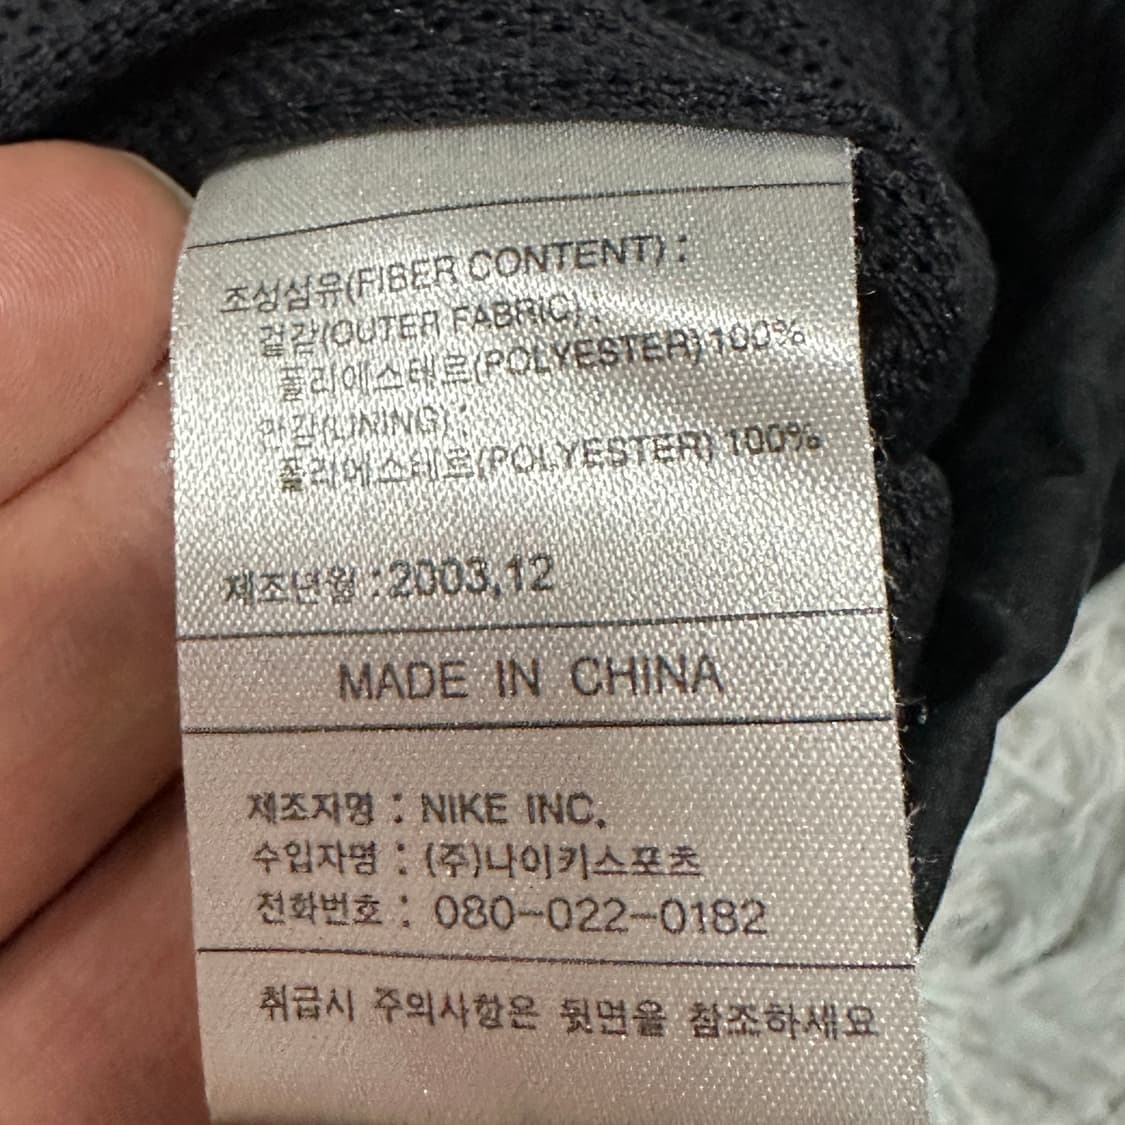 조성섬유(FIBER CONTENT) :
겉감(OUTER FABRIC) :
폴리에스테르(POLYESTER) 100%
안감(LINING) :
폴리에스테르(POLYESTER) 100%
제조년월 : 2003.12
MADE IN CHINA
제조자명 : NIKE INC.
수입자명 : (주)나이키스포츠
전화번호 : 080-022-0182
취급시 주의사항은 뒷면을 참조하세요